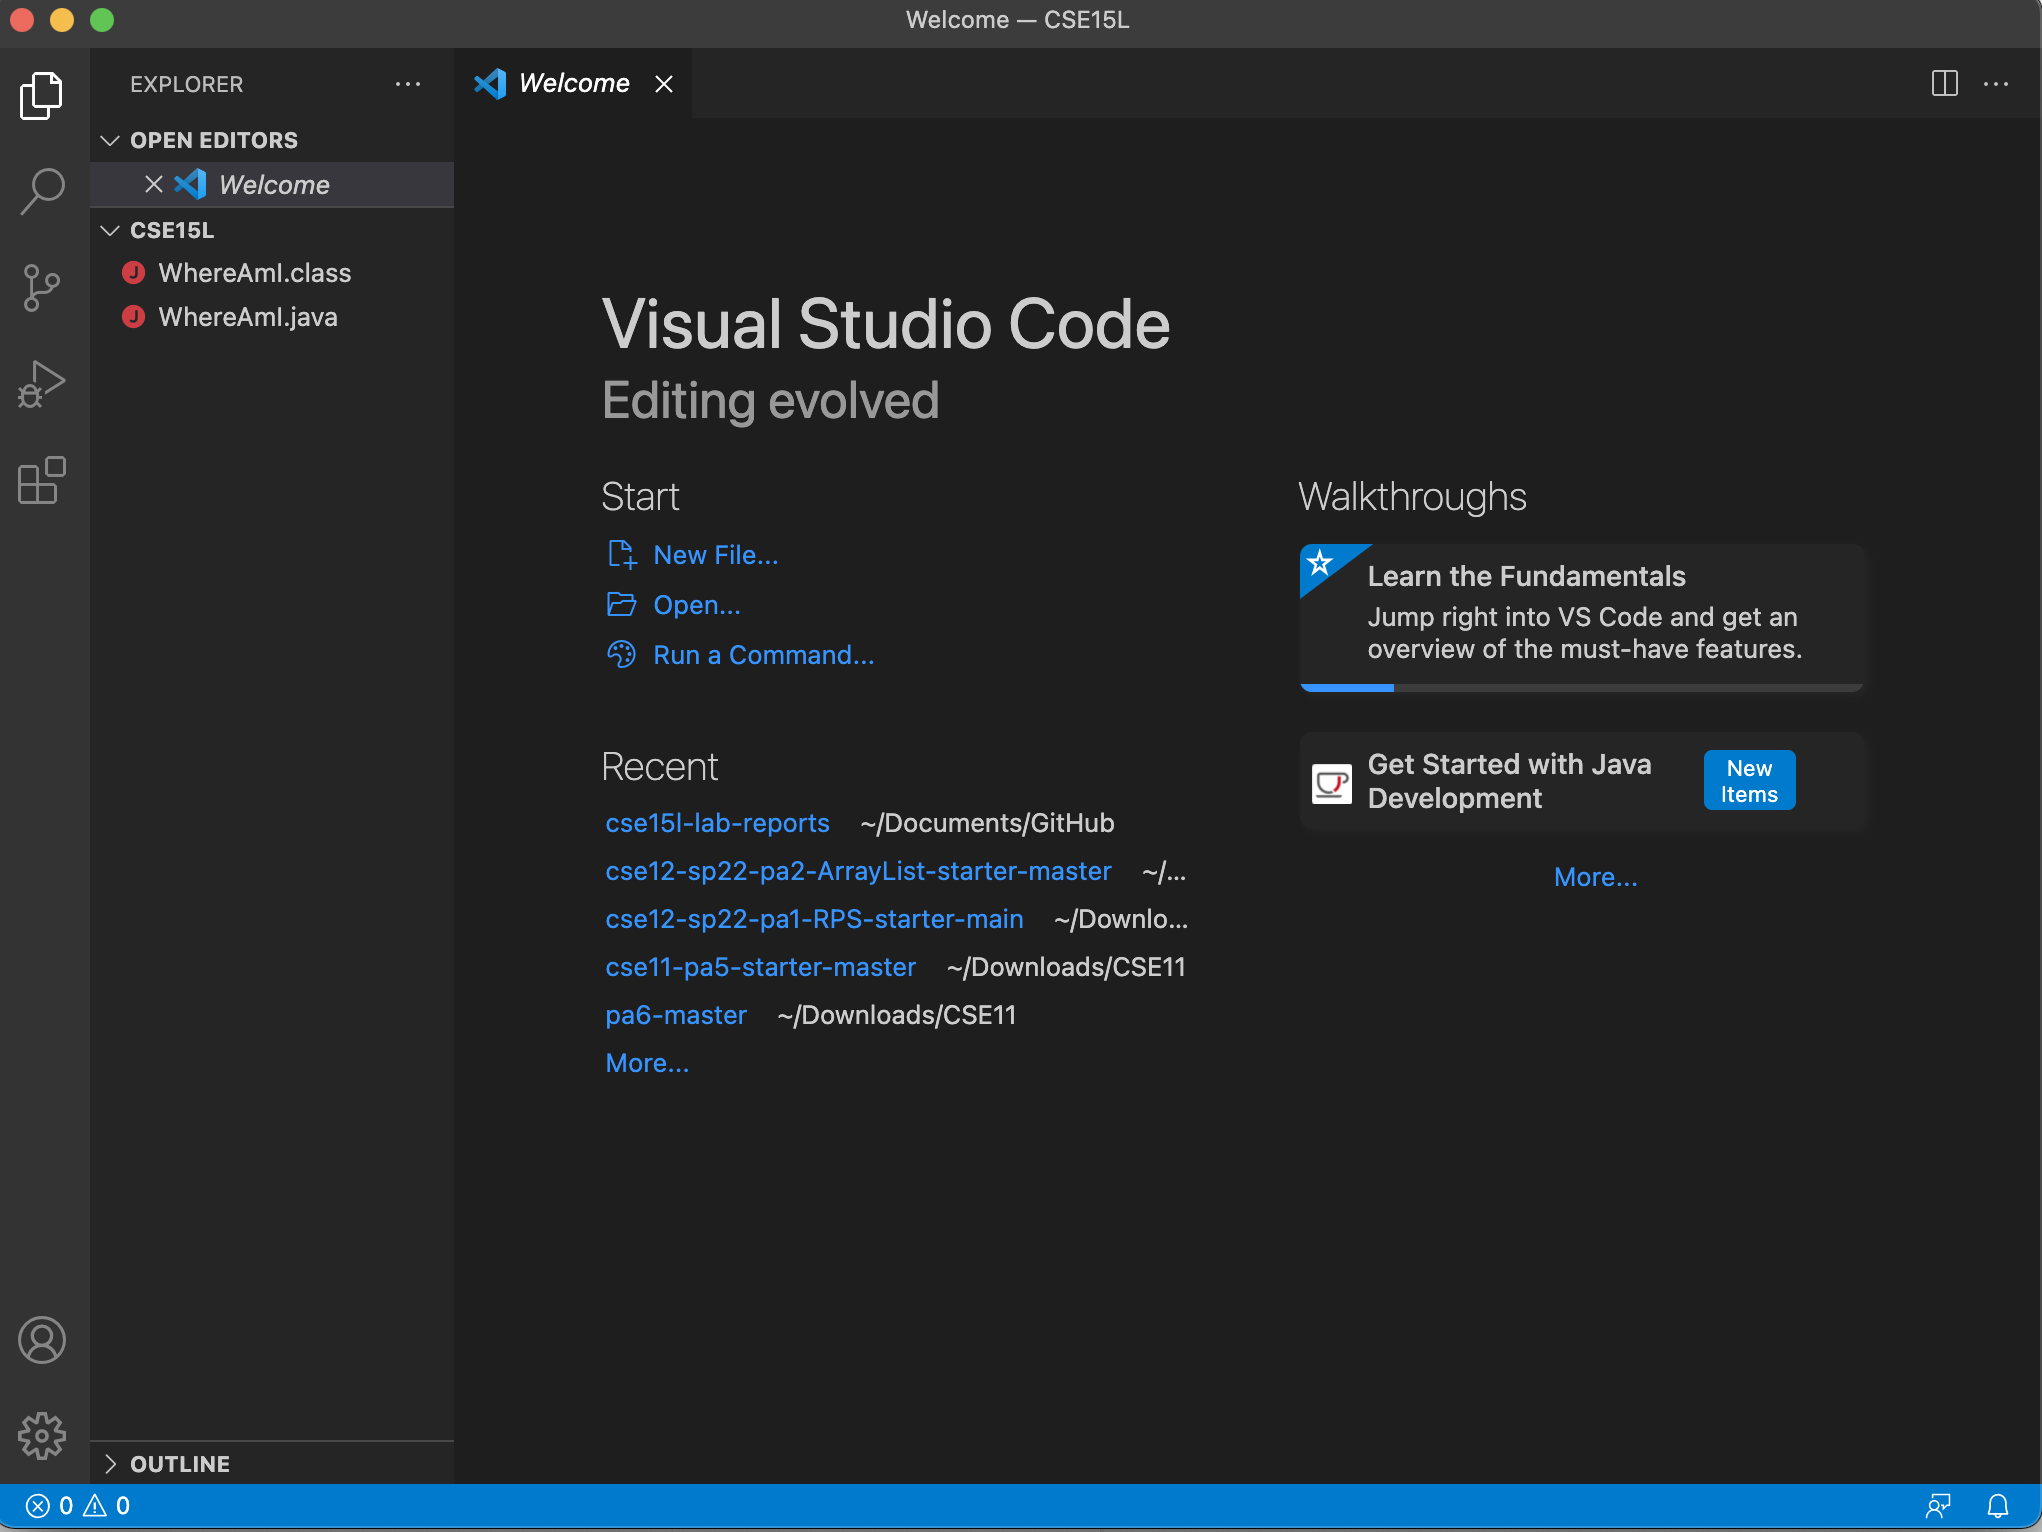 Welcome — CSE15L
EXPLORER
OPEN EDITORS
Welcome
CSE15L
J WhereAmI.class
J WhereAmI.java
OUTLINE
Welcome
Visual Studio Code
Editing evolved
Start
New File...
Open...
Run a Command...
Recent
cse15l-lab-reports ~/Documents/GitHub
cse12-sp22-pa2-ArrayList-starter-master ~/...
cse12-sp22-pa1-RPS-starter-main ~/Downlo...
cse11-pa5-starter-master ~/Downloads/CSE11
pa6-master ~/Downloads/CSE11
More...
Walkthroughs
Learn the Fundamentals
Jump right into VS Code and get an
overview of the must-have features.
Get Started with Java
Development
New
Items
More...
0 0